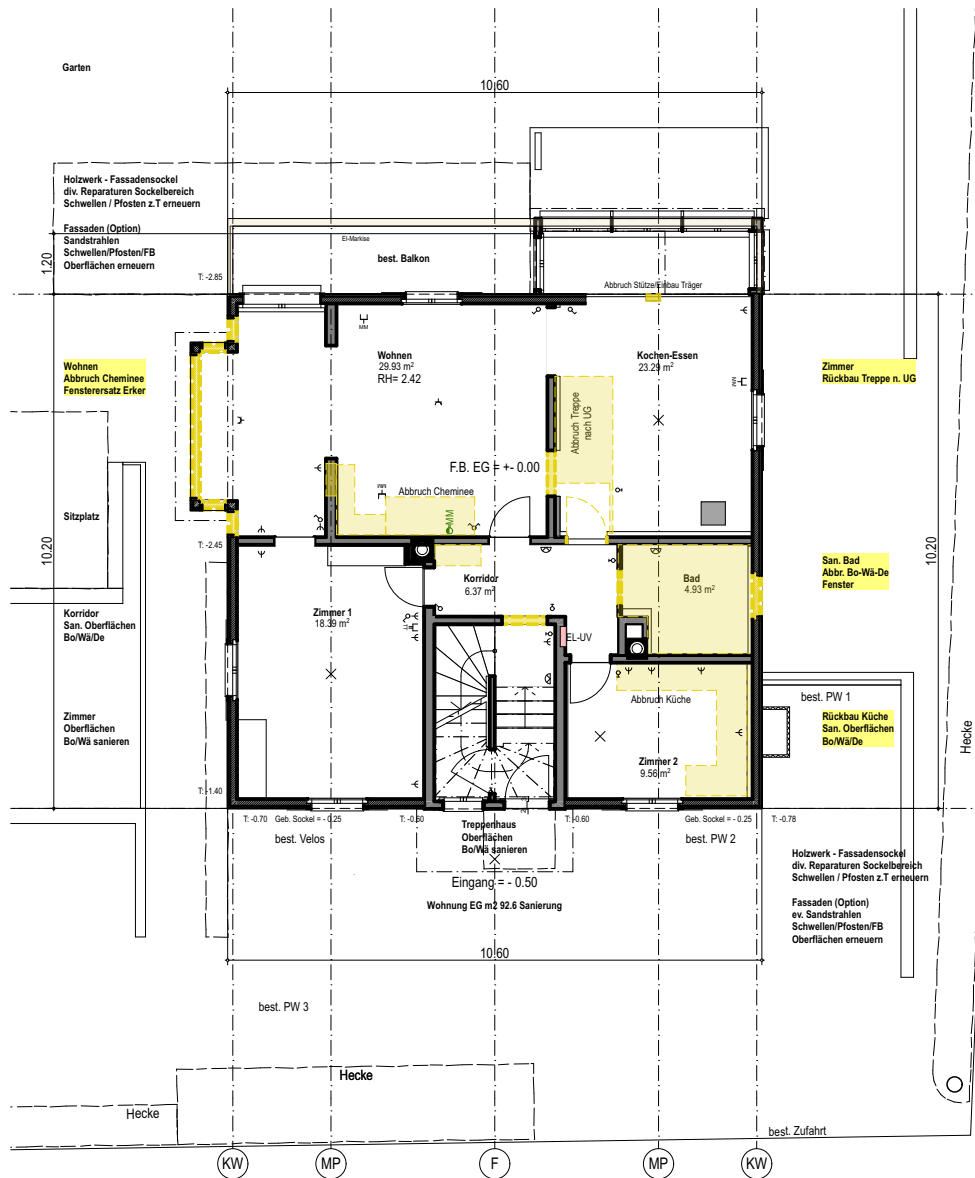 Garten
10.60
Holzwerk - Fassadensockel
div. Reparaturen Sockelbereich
Schwellen / Pfosten z.T erneuern
Fassaden (Option)
Sandstrahlen
Schwellen/Pfosten/FB
Oberflächen erneuern
1.20
El-Markise
best. Balkon
T: -2.85
Abbruch Stütze/Einbau Träger
MM
Wohnen
29.93 m²
RH= 2.42
Kochen-Essen
23.29 m²
MM
Wohnen
Abbruch Cheminee
Fensterersatz Erker
Zimmer
Rückbau Treppe n. UG
Abbruch Treppe
nach UG
F.B. EG = +- 0.00
MM
Abbruch Cheminee
MM
Sitzplatz
10.20
10.20
T: -2.45
San. Bad
Abbr. Bo-Wä-De
Fenster
Korridor
6.37 m²
Bad
4.93 m²
Korridor
San. Oberflächen
Bo/Wä/De
Zimmer 1
18.39 m²
EL-UV
Zimmer
Oberflächen
Bo/Wä sanieren
Abbruch Küche
best. PW 1
Rückbau Küche
San. Oberflächen
Bo/Wä/De
Hecke
Zimmer 2
9.56 m²
T: -1.40
T: -0.70
Geb. Sockel = - 0.25
T: -0.60
T: -0.60
Geb. Sockel = - 0.25
T: -0.78
best. Velos
Treppenhaus
Oberflächen
Bo/Wä sanieren
best. PW 2
Holzwerk - Fassadensockel
div. Reparaturen Sockelbereich
Schwellen / Pfosten z.T erneuern
Fassaden (Option)
ev. Sandstrahlen
Schwellen/Pfosten/FB
Oberflächen erneuern
Eingang = - 0.50
Wohnung EG m2 92.6 Sanierung
10.60
best. PW 3
Hecke
Hecke
best. Zufahrt
KW
MP
F
MP
KW